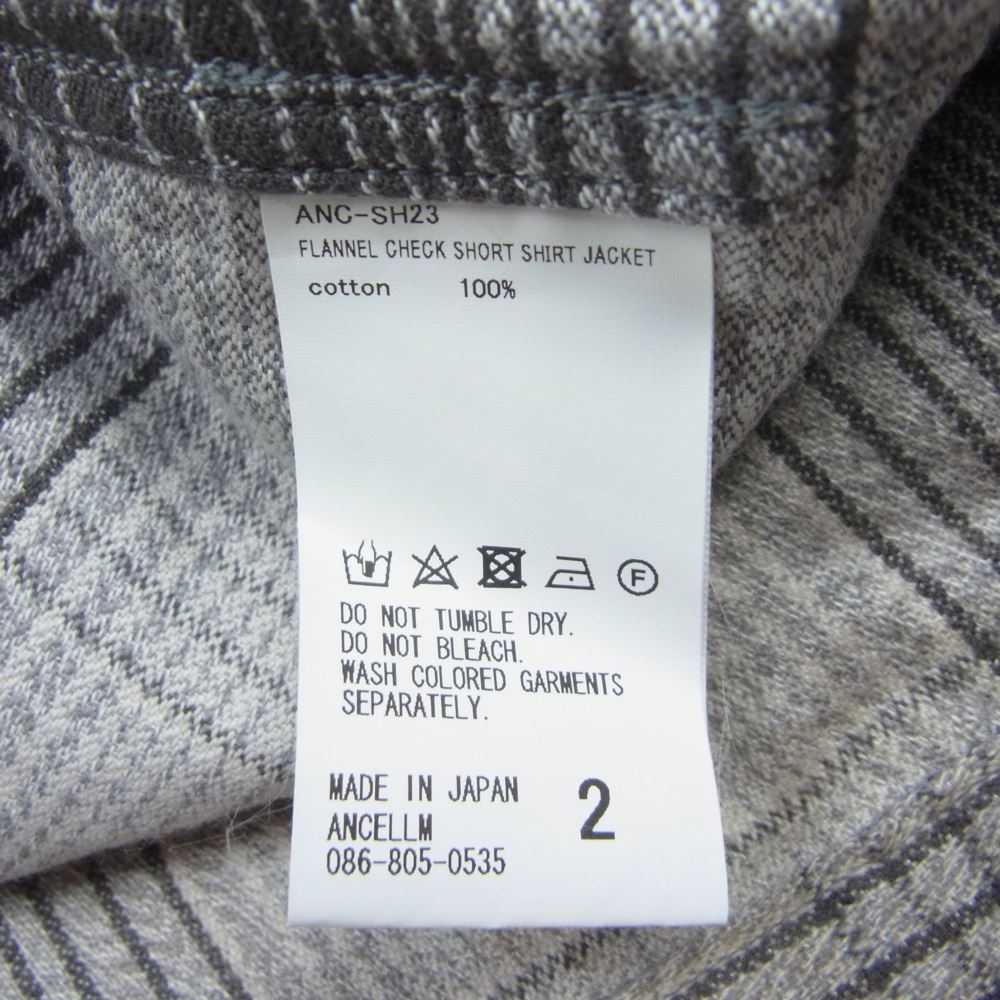 ANC-SH23
FLANNEL CHECK SHORT SHIRT JACKET
cotton 100%
F
DO NOT TUMBLE DRY.
DO NOT BLEACH.
WASH COLORED GARMENTS
SEPARATELY.
MADE IN JAPAN
ANCELLM
086-805-0535
2